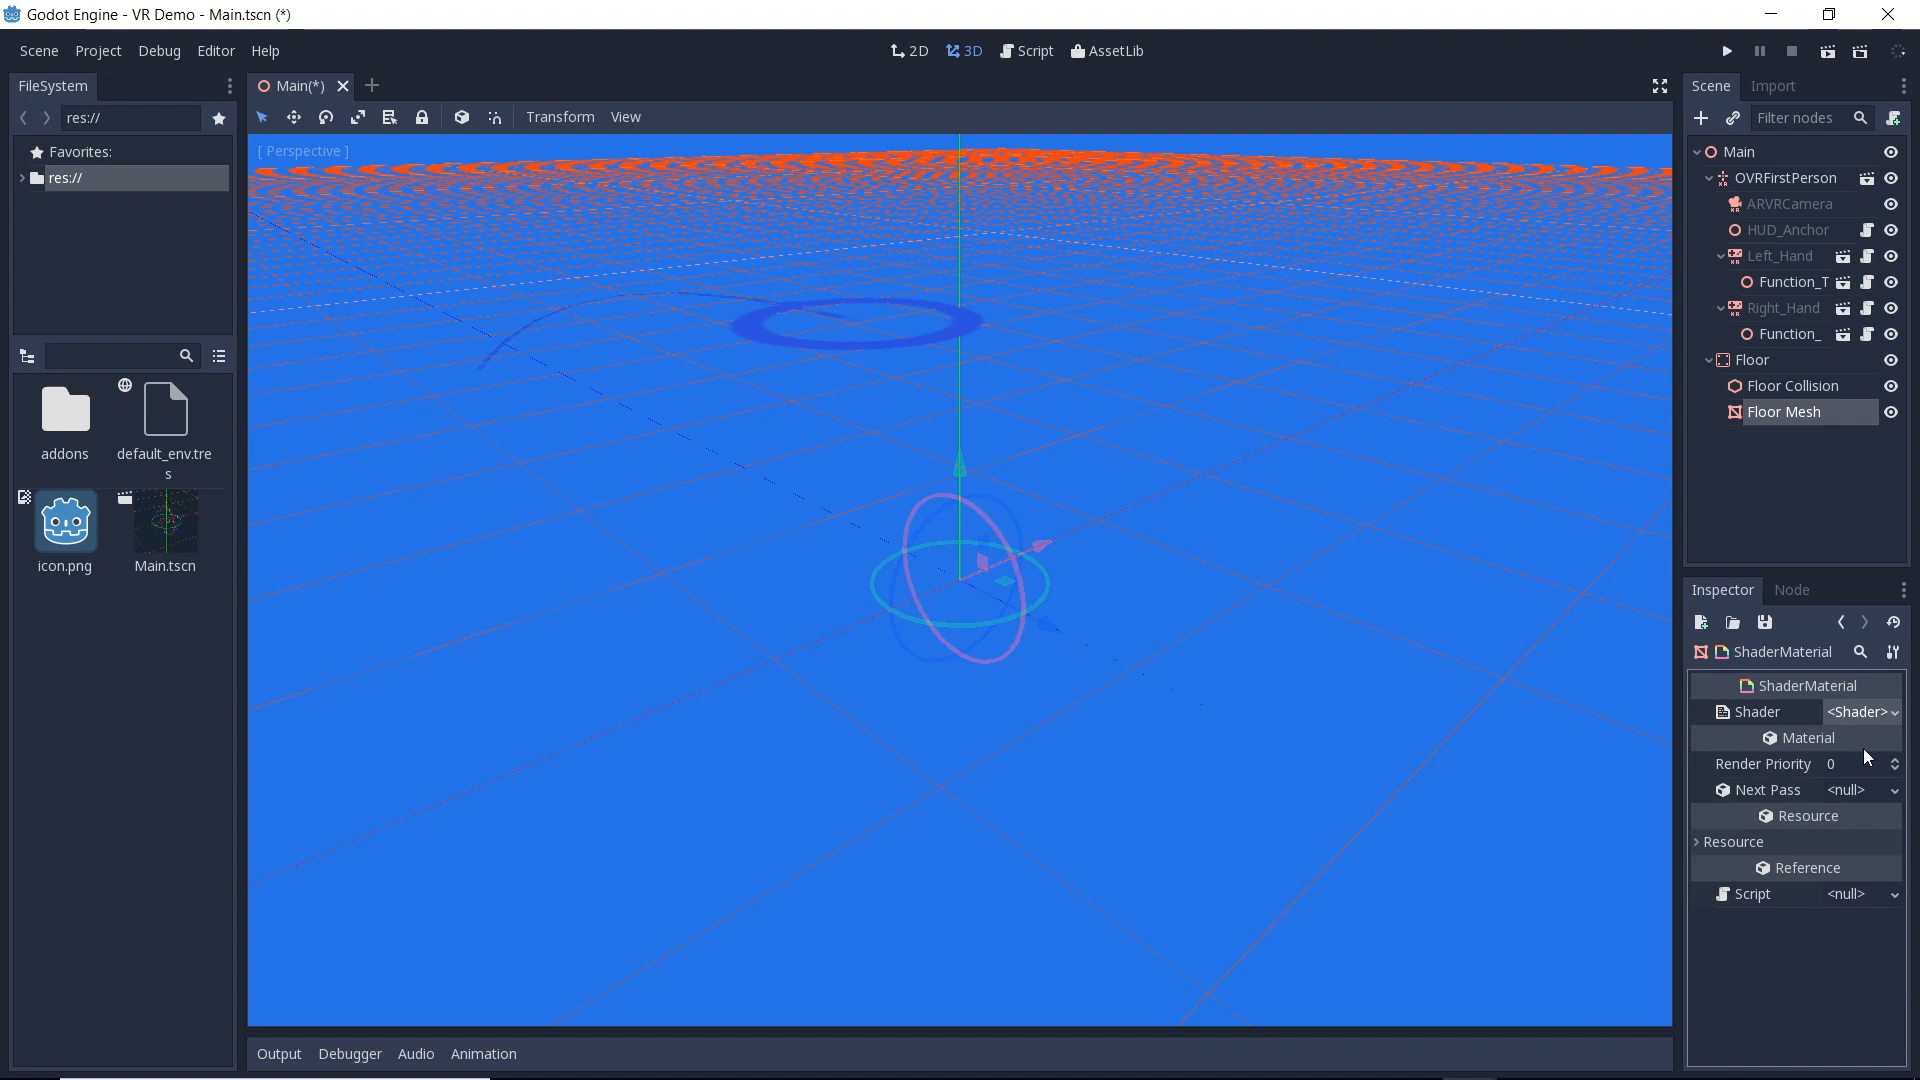 Godot Engine - VR Demo - Main.tscn (*)
Scene Project Debug Editor Help
2D 3D Script AssetLib
FileSystem
Main(*)
Scene Import
res://
Transform View
Filter nodes
Favorites:
res://
[ Perspective ]
addons
default_env.tre
s
icon.png
Main.tscn
Main
OVRFirstPerson
ARVRCamera
HUD_Anchor
Left_Hand
Function_T
Right_Hand
Function_
Floor
Floor Collision
Floor Mesh
Inspector Node
ShaderMaterial
ShaderMaterial
Shader <Shader>
Material
Render Priority 0
Next Pass <null>
Resource
Resource
Reference
Script <null>
Output Debugger Audio Animation